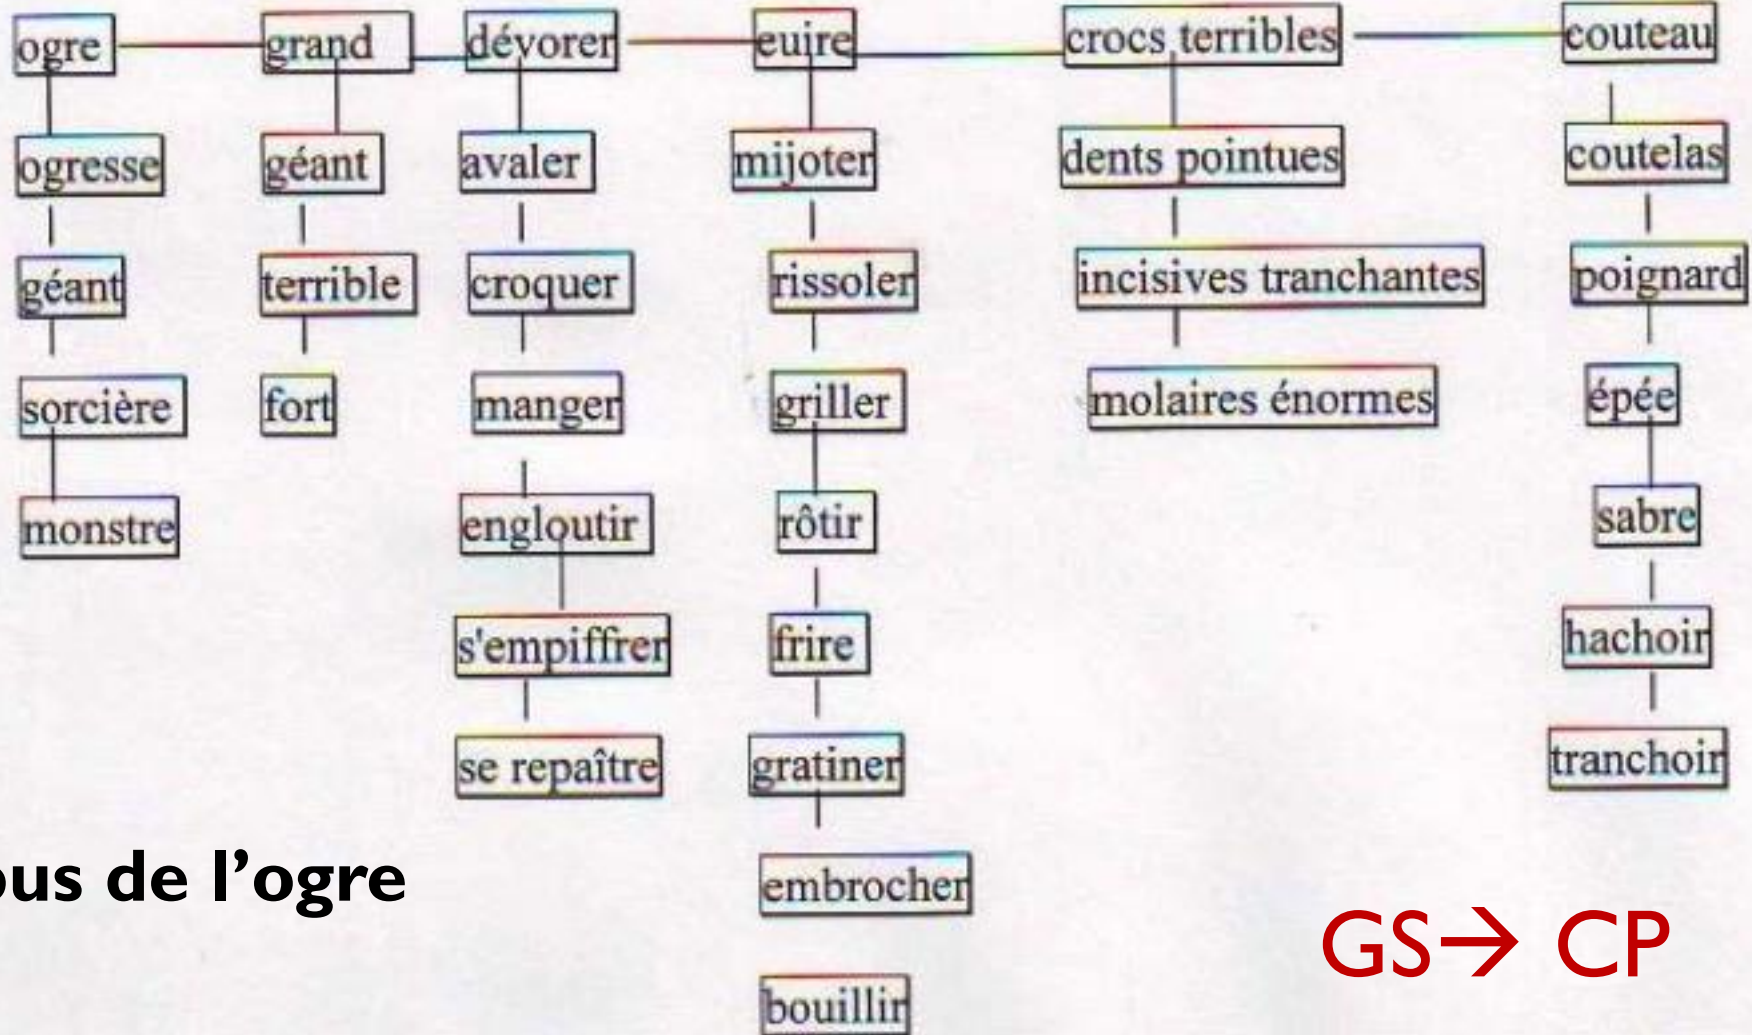 ogre grand dévorer euire crocs terribles couteau
ogresse géant avaler mijoter dents pointues coutelas
géant terrible croquer rissoler incisives tranchantes poignard
sorcière fort manger griller molaires énormes épée
monstre engloutir rôtir sabre
s'empiffrer frire hachoir
se repaître gratiner tranchoir
ous de l’ogre embrocher
GS→ CP
bouillir